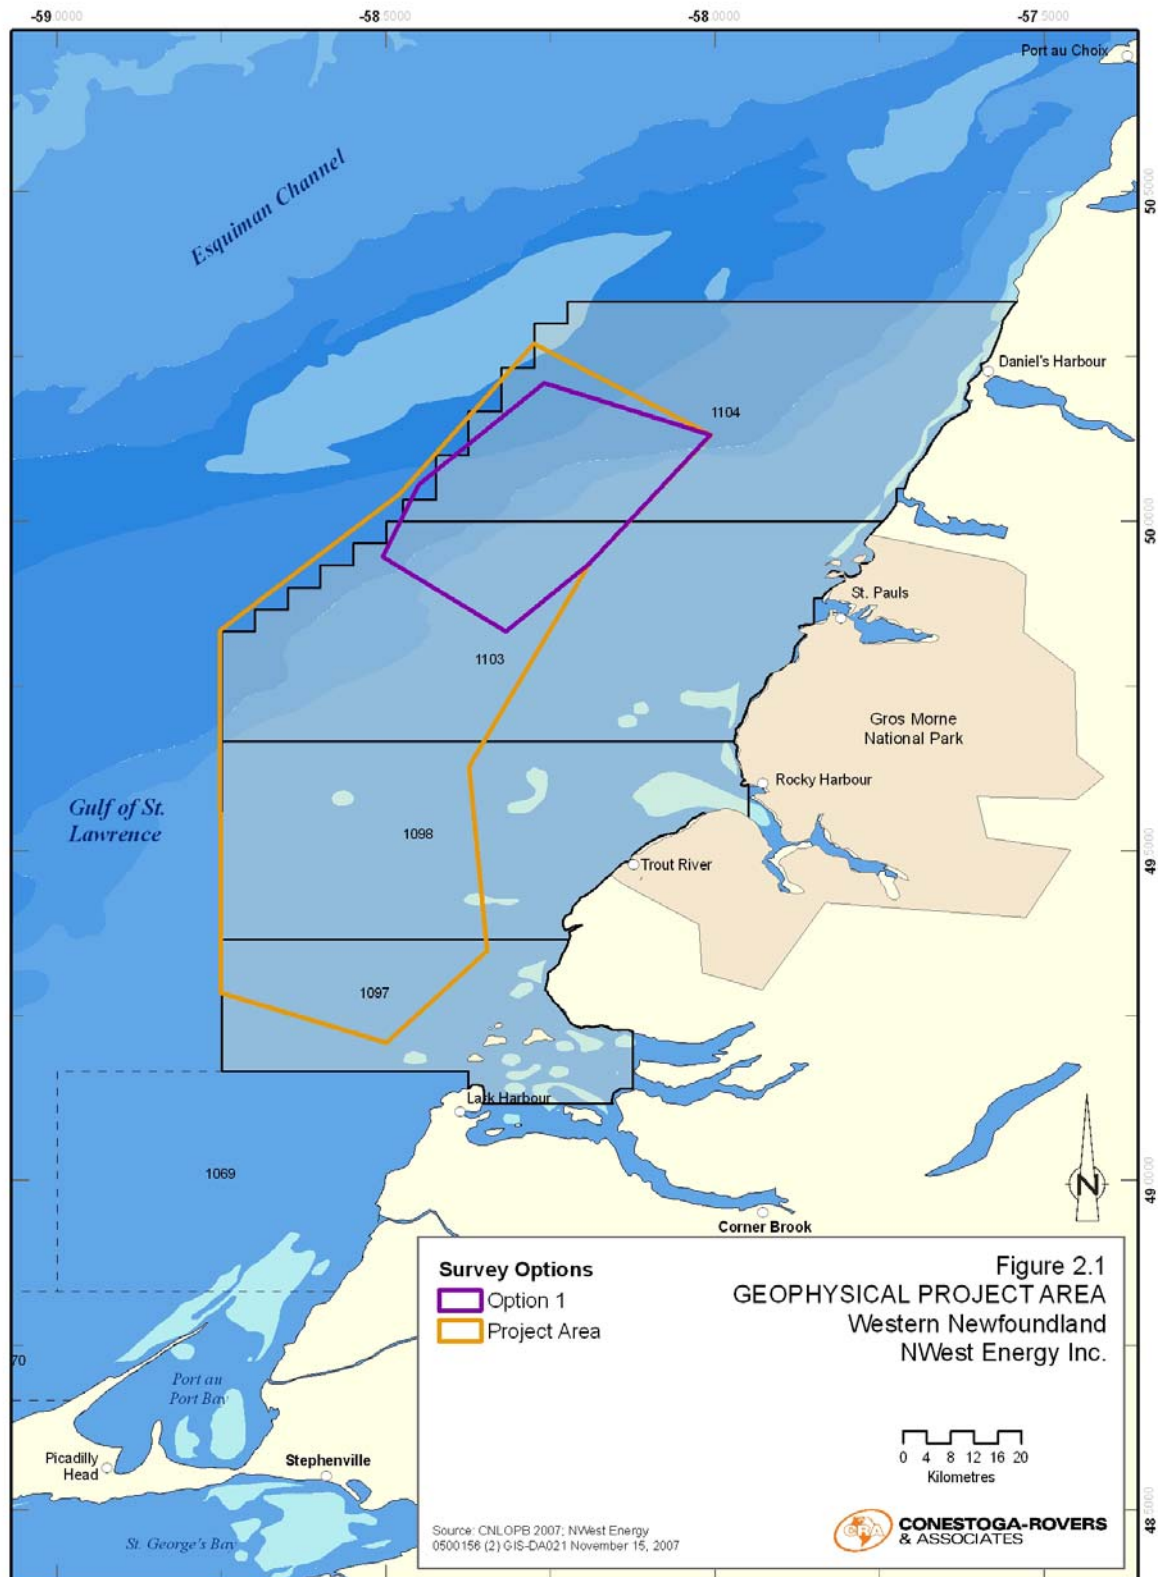 -59.0000 -58.5000 -58.0000 -57.5000
Port au Choix
Esquiman Channel
50.5000
Daniel's Harbour
1104
50.0000
St. Pauls
1103
Gros Morne
National Park
Rocky Harbour
Gulf of St.
Lawrence
1098
49.5000
Trout River
1097
Lark Harbour
1069
49.0000
Corner Brook
N
Survey Options
Option 1
Project Area
Figure 2.1
GEOPHYSICAL PROJECT AREA
Western Newfoundland
NWest Energy Inc.
70
Port au
Port Bay
Picadilly
Head
Stephenville
0 4 8 12 16 20
Kilometres
48.5000
St. George's Bay
Source: CNLOPB 2007; NWest Energy
0500156 (2) GIS-DA021 November 15, 2007
CRA
CONESTOGA-ROVERS
& ASSOCIATES